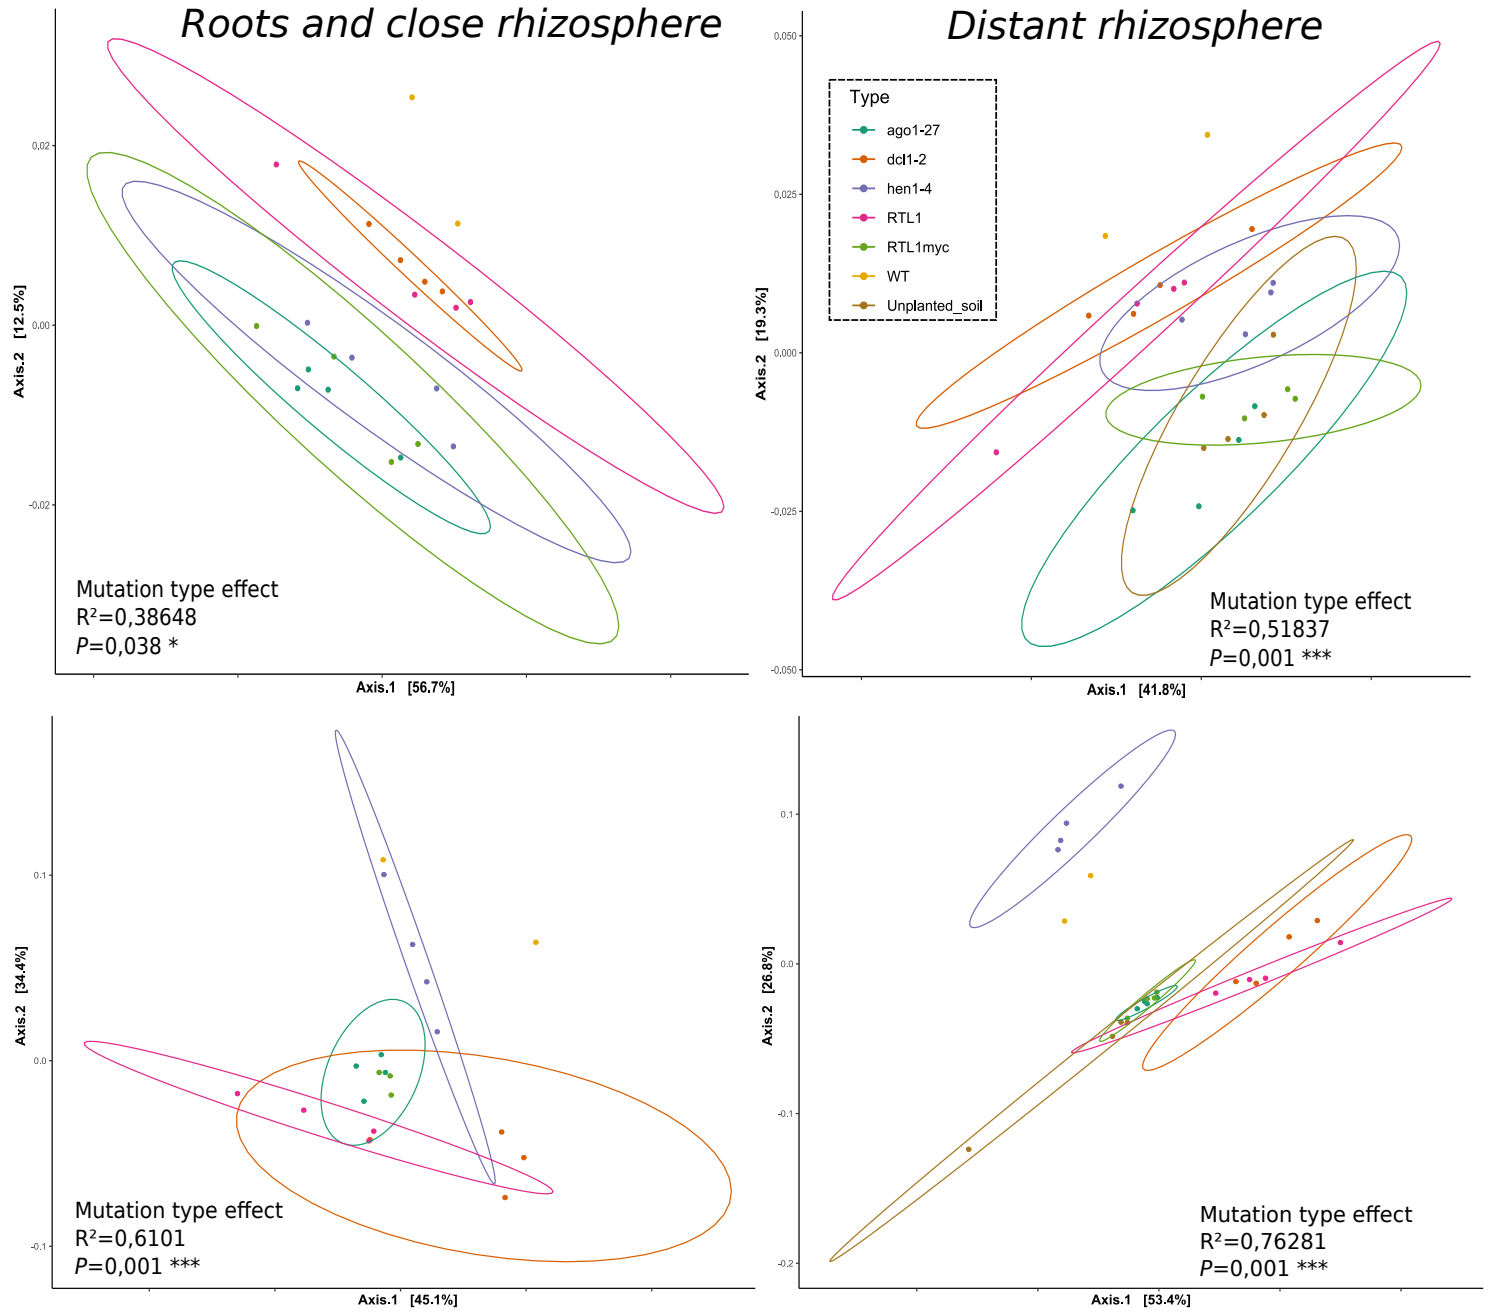 Roots and close rhizosphere
Distant rhizosphere
0.02
0.00
-0.02
Axis.2 [12.5%]
Axis.1 [56.7%]
Mutation type effect
R²=0,38648
P=0,038 *
0.050
0.025
0.000
-0.025
-0.050
Axis.2 [19.3%]
Axis.1 [41.8%]
Type
ago1-27
dcl1-2
hen1-4
RTL1
RTL1myc
WT
Unplanted_soil
Mutation type effect
R²=0,51837
P=0,001 ***
0.1
0.0
-0.1
Axis.2 [34.4%]
Axis.1 [45.1%]
Mutation type effect
R²=0,6101
P=0,001 ***
0.1
0.0
-0.1
-0.2
Axis.2 [26.8%]
Axis.1 [53.4%]
Mutation type effect
R²=0,76281
P=0,001 ***